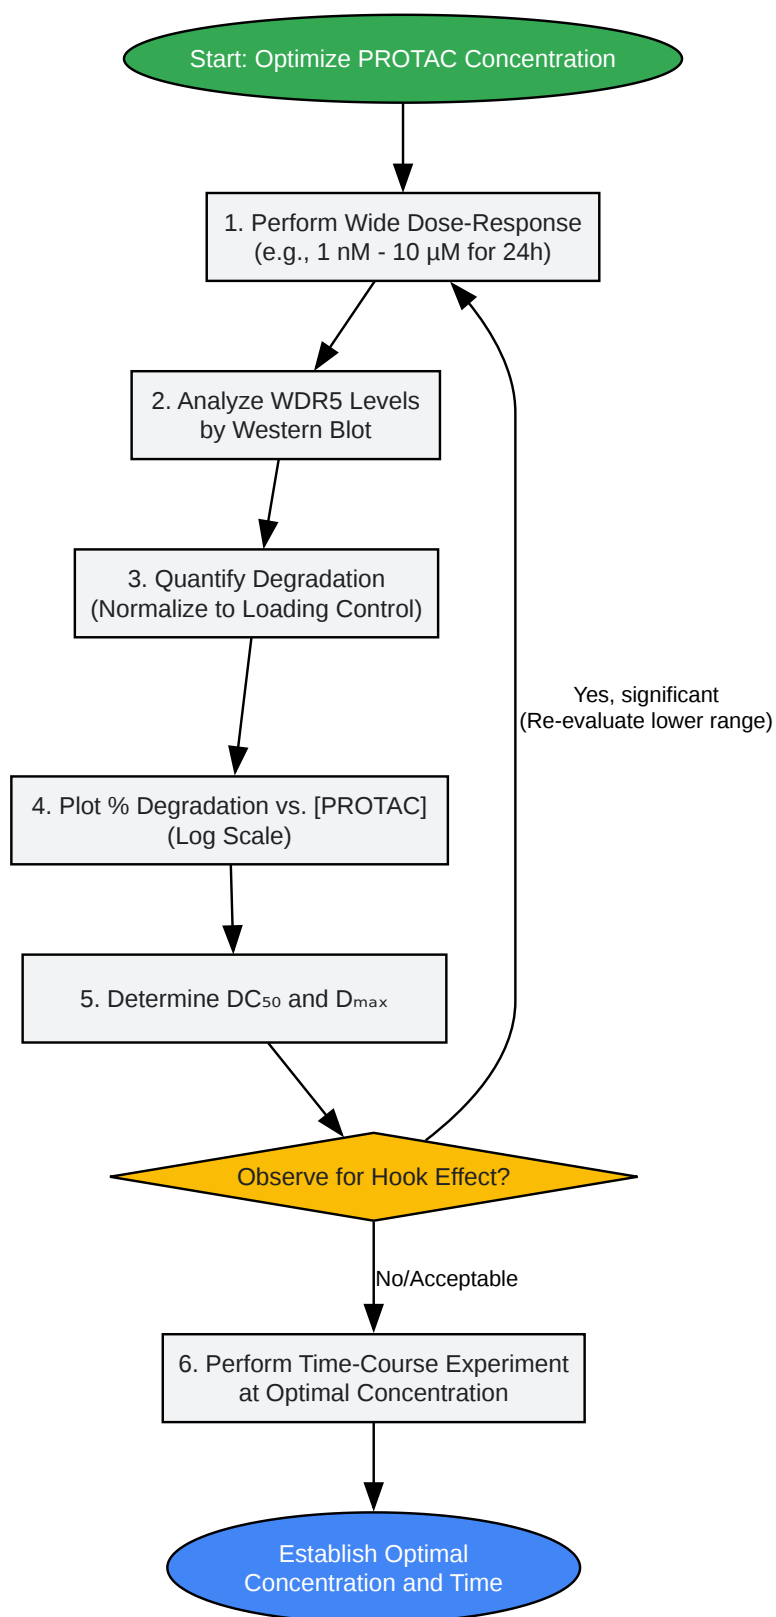 Start: Optimize PROTAC Concentration
1. Perform Wide Dose-Response
(e.g., 1 nM - 10 µM for 24h)
2. Analyze WDR5 Levels
by Western Blot
3. Quantify Degradation
(Normalize to Loading Control)
Yes, significant
(Re-evaluate lower range)
4. Plot % Degradation vs. [PROTAC]
(Log Scale)
5. Determine DC₅₀ and Dₘₐₓ
Observe for Hook Effect?
No/Acceptable
6. Perform Time-Course Experiment
at Optimal Concentration
Establish Optimal
Concentration and Time